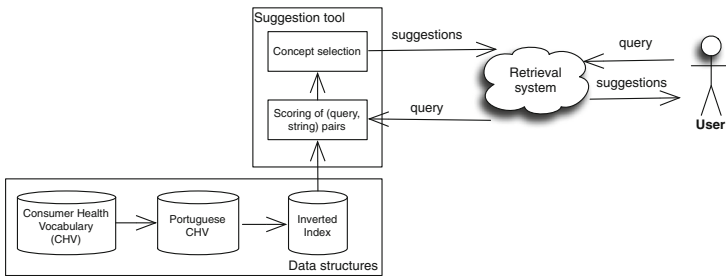 Suggestion tool
Concept selection
suggestions
query
Retrieval
system
suggestions
User
Scoring of (query,
string) pairs
query
Consumer Health
Vocabulary
(CHV)
Portuguese
CHV
Inverted
Index
Data structures